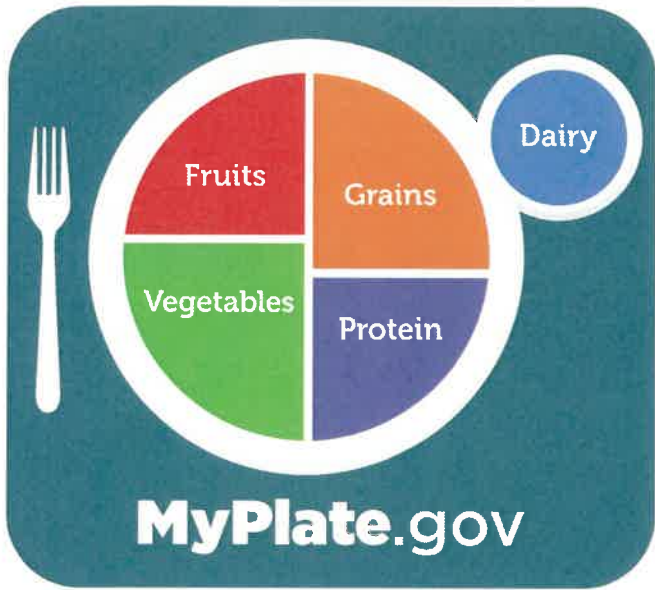 Fruits
Grains
Dairy
Vegetables
Protein
MyPlate.gov